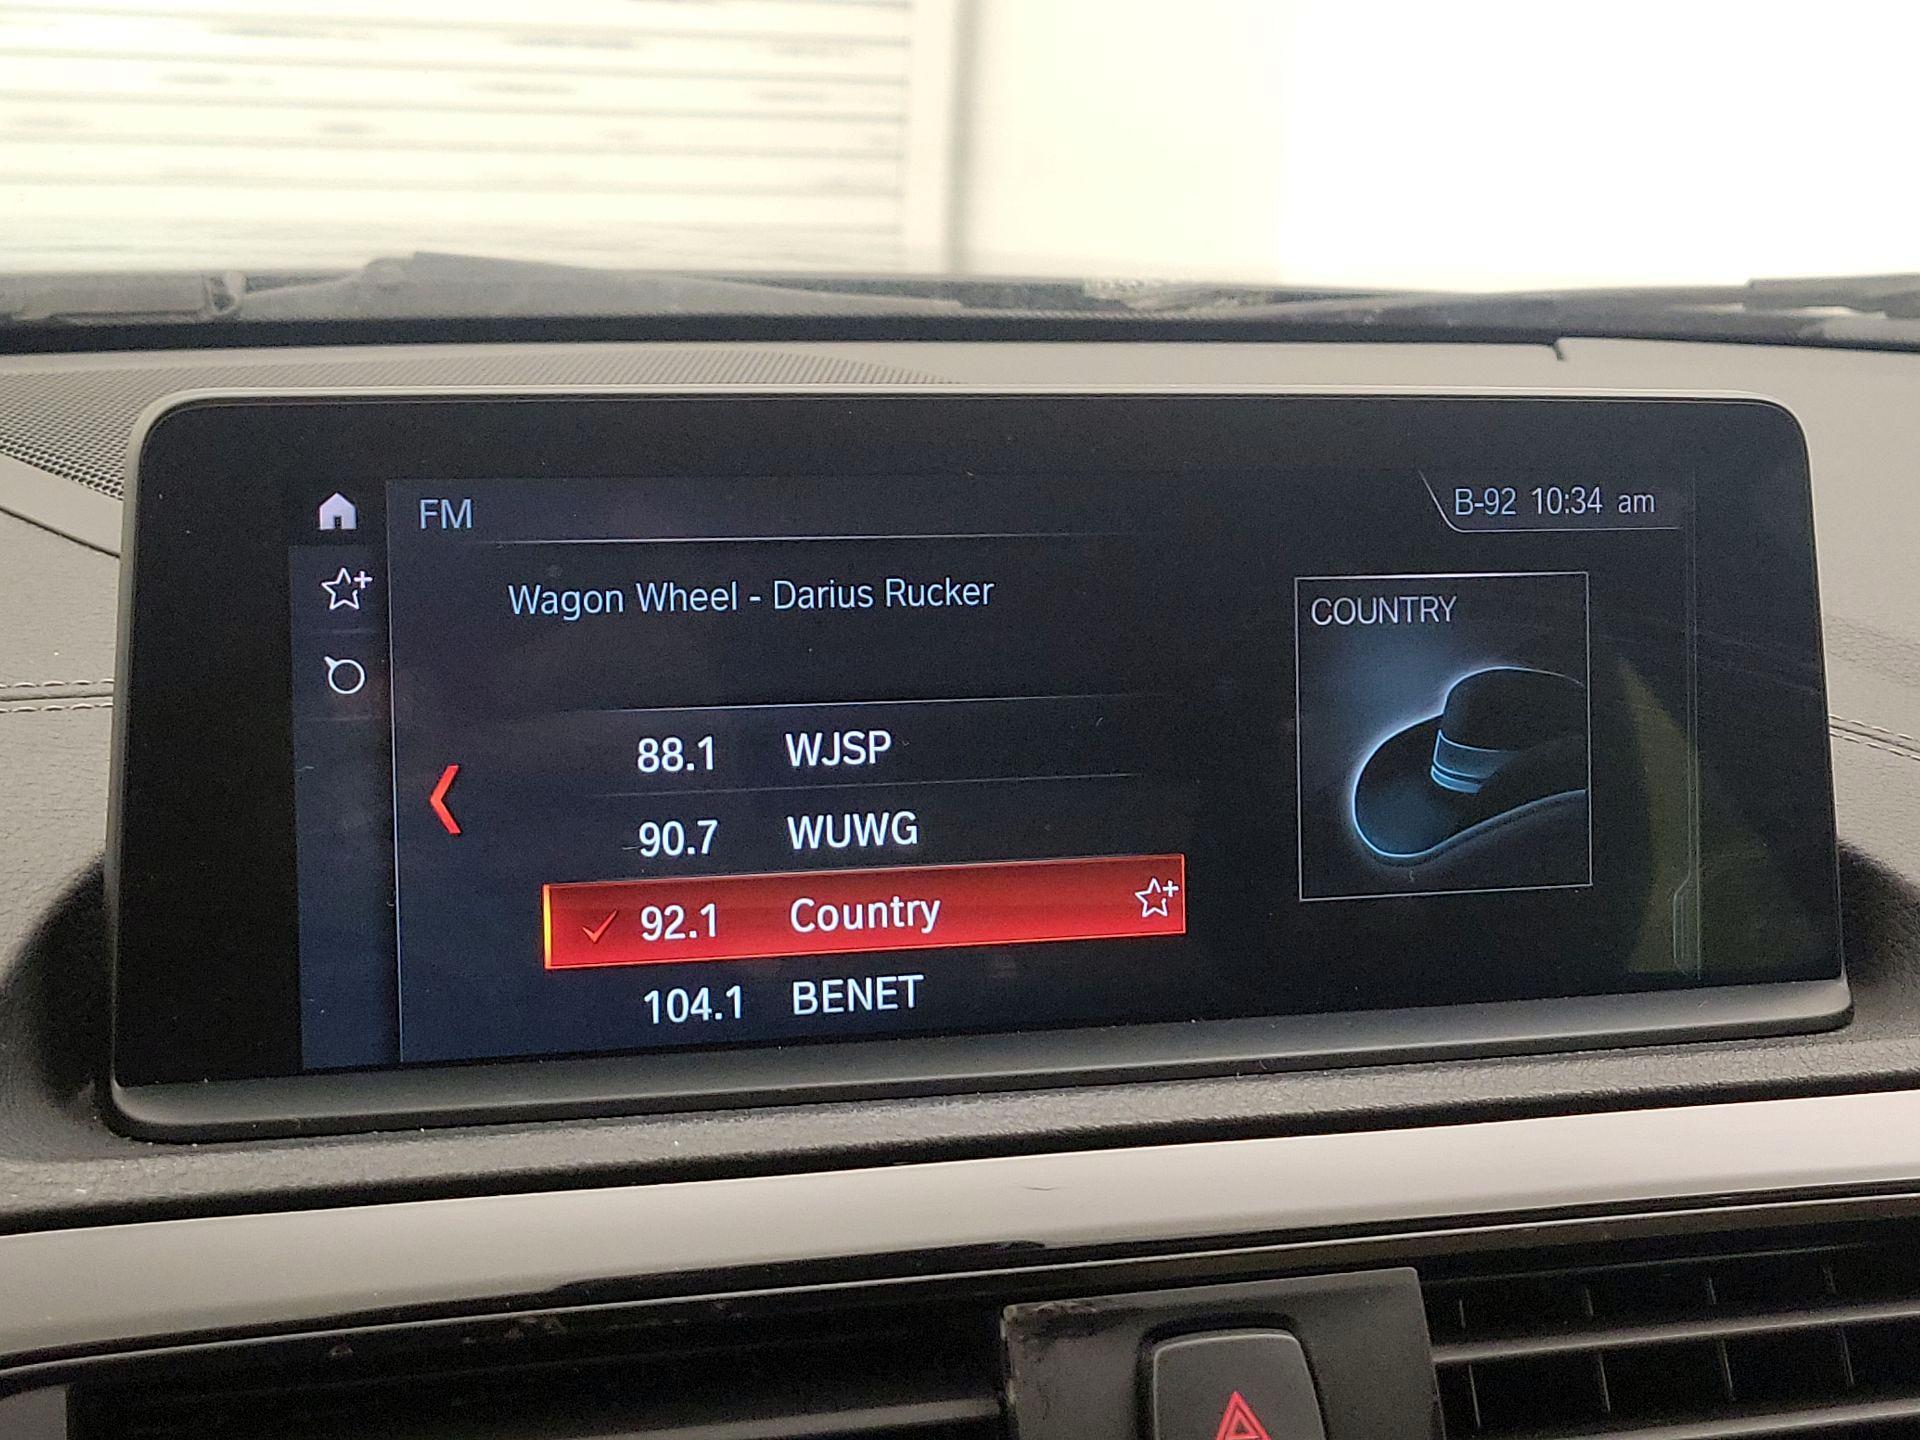 FM
B-92 10:34 am
Wagon Wheel - Darius Rucker
COUNTRY
88.1 WJSP
90.7 WUWG
92.1 Country
104.1 BENET